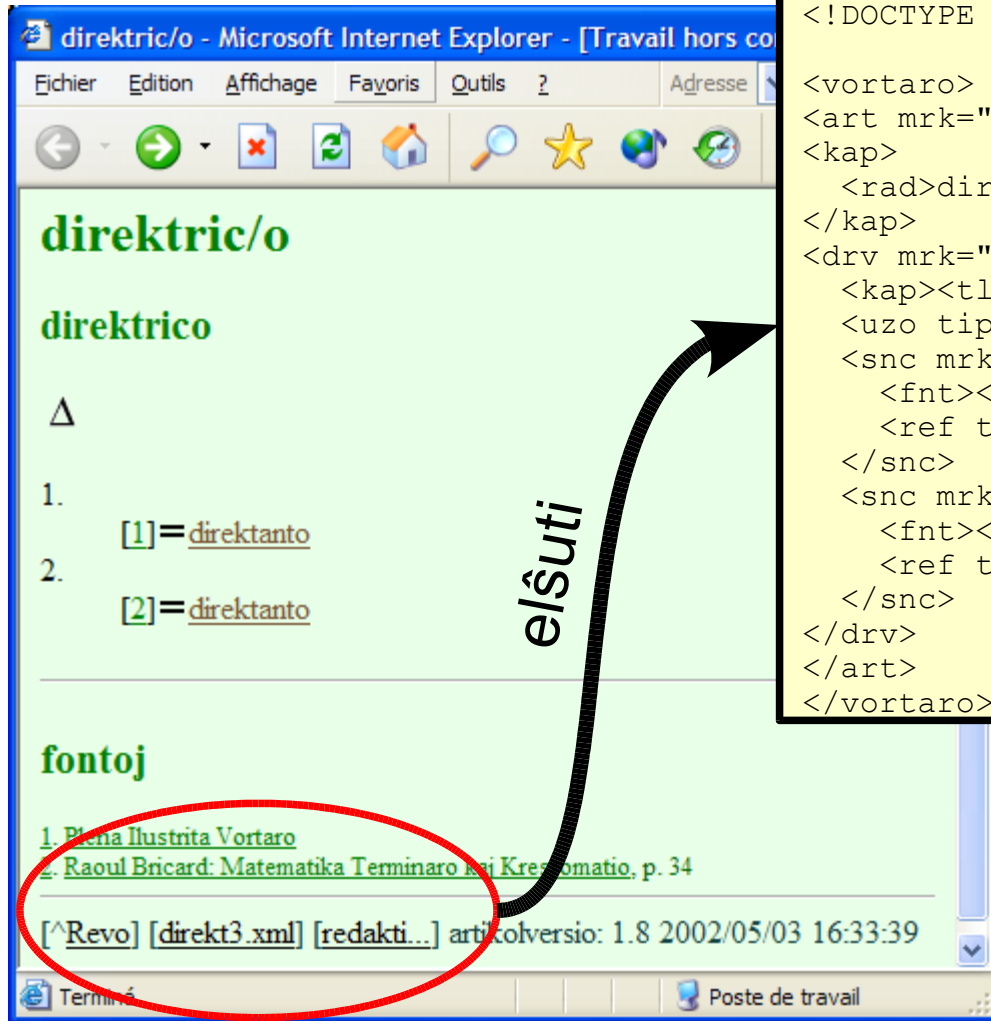 direktric/o - Microsoft Internet Explorer - [Travail hors
Fichier Edition Affichage Favoris Outils ? Adresse
direktric/o
direktrico
Δ
1.
[1]=direktanto
2.
[2]=direktanto
fontoj
1. Plena Ilustrita Vortaro
2. Raoul Bricard: Matematika Terminaro kaj Krestomatio, p. 34
[^Revo] [direkt3.xml] [redakti...] artikolversio: 1.8 2002/05/03 16:33:39
Terminé
Poste de travail
elŝuti
<!DOCTYPE
<vortaro>
<art mrk="
<kap>
<rad>dir
</kap>
<drv mrk="
<kap><tl
<uzo tip
<snc mrk
<fnt><
<ref t
</snc>
<snc mrk
<fnt><
<ref t
</snc>
</drv>
</art>
</vortaro>